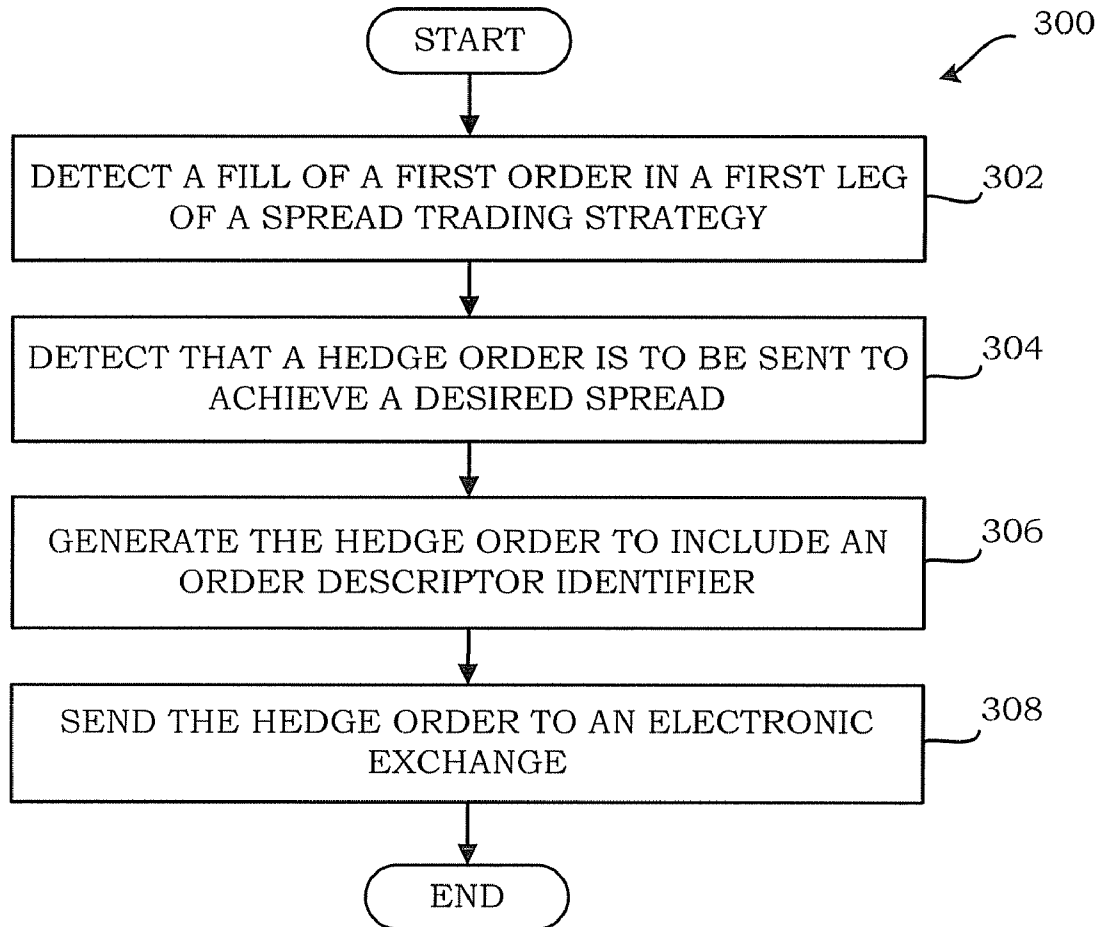 START
300
DETECT A FILL OF A FIRST ORDER IN A FIRST LEG
OF A SPREAD TRADING STRATEGY
302
DETECT THAT A HEDGE ORDER IS TO BE SENT TO
ACHIEVE A DESIRED SPREAD
304
GENERATE THE HEDGE ORDER TO INCLUDE AN
ORDER DESCRIPTOR IDENTIFIER
306
SEND THE HEDGE ORDER TO AN ELECTRONIC
EXCHANGE
308
END